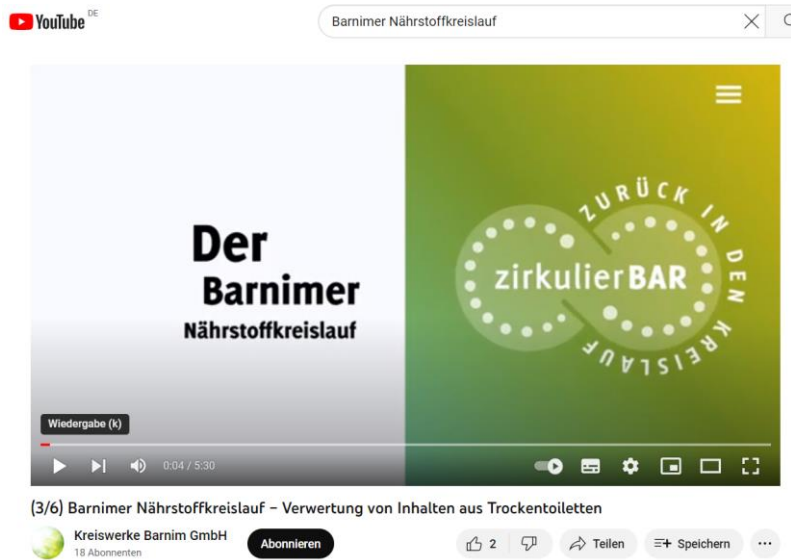 YouTube DE
Barnimer Nährstoffkreislauf
Der
Barnimer
Nährstoffkreislauf
zirkulierBAR
ZURÜCK IN DEN KREISLAUF
Wiedergabe (k)
0:04 / 5:30
(3/6) Barnimer Nährstoffkreislauf – Verwertung von Inhalten aus Trockentoiletten
Kreiswerke Barnim GmbH
18 Abonnenten
Abonnieren
2
Teilen
Speichern